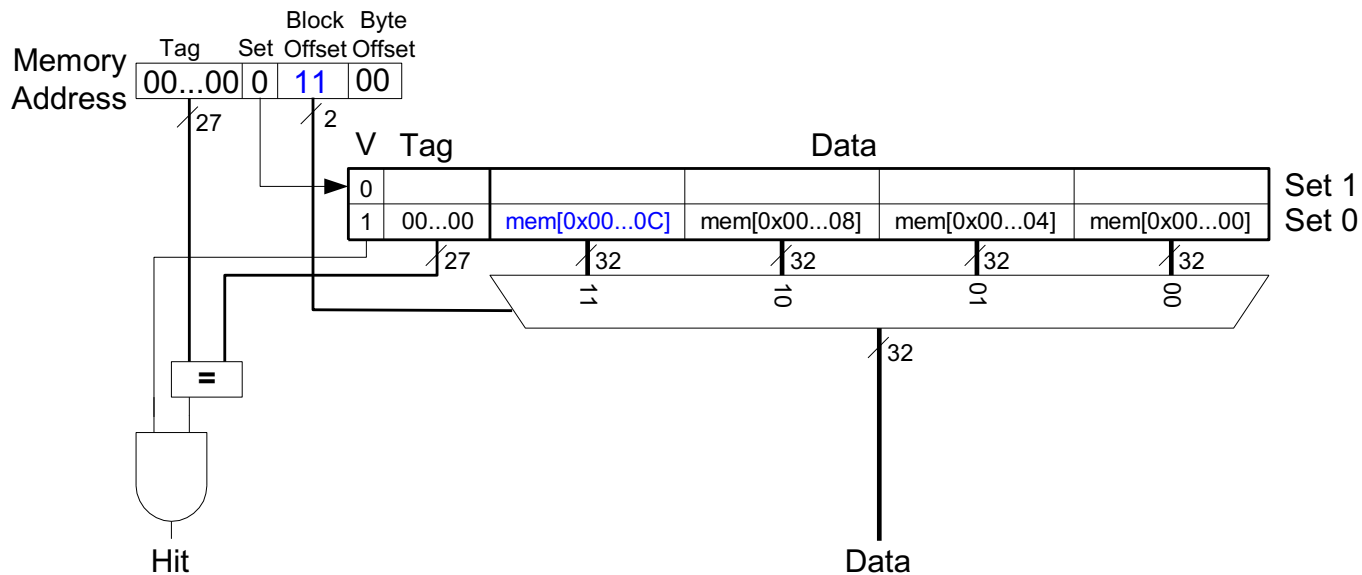 Block Byte
Tag Set Offset Offset
Memory Address
00...00 0 11 00
27 2
V Tag Data
0 Set 1
1 00...00 mem[0x00...0C] mem[0x00...08] mem[0x00...04] mem[0x00...00] Set 0
27 32 32 32 32
11 10 01 00
32
=
Hit Data